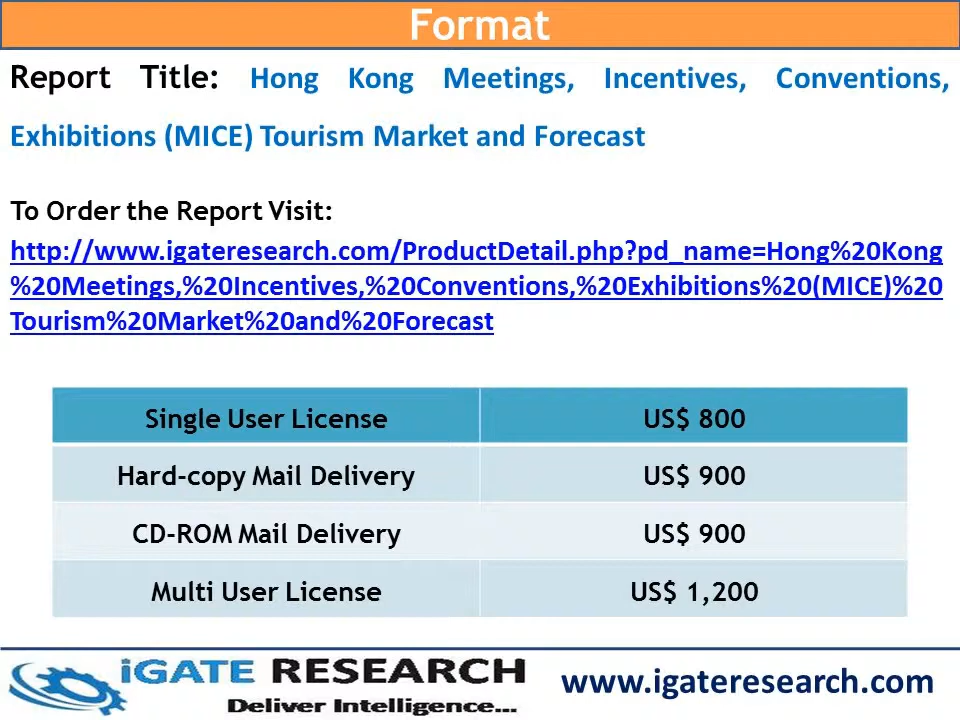 Format
Report Title: Hong Kong Meetings, Incentives, Conventions,
Exhibitions (MICE) Tourism Market and Forecast
To Order the Report Visit:
http://www.igateresearch.com/ProductDetail.php?pd_name=Hong%20Kong
%20Meetings,%20Incentives,%20Conventions,%20Exhibitions%20(MICE)%20
Tourism%20Market%20and%20Forecast
Single User License US$ 800
Hard-copy Mail Delivery US$ 900
CD-ROM Mail Delivery US$ 900
Multi User License US$ 1,200
iGATE RESEARCH
Deliver Intelligence...
www.igateresearch.com